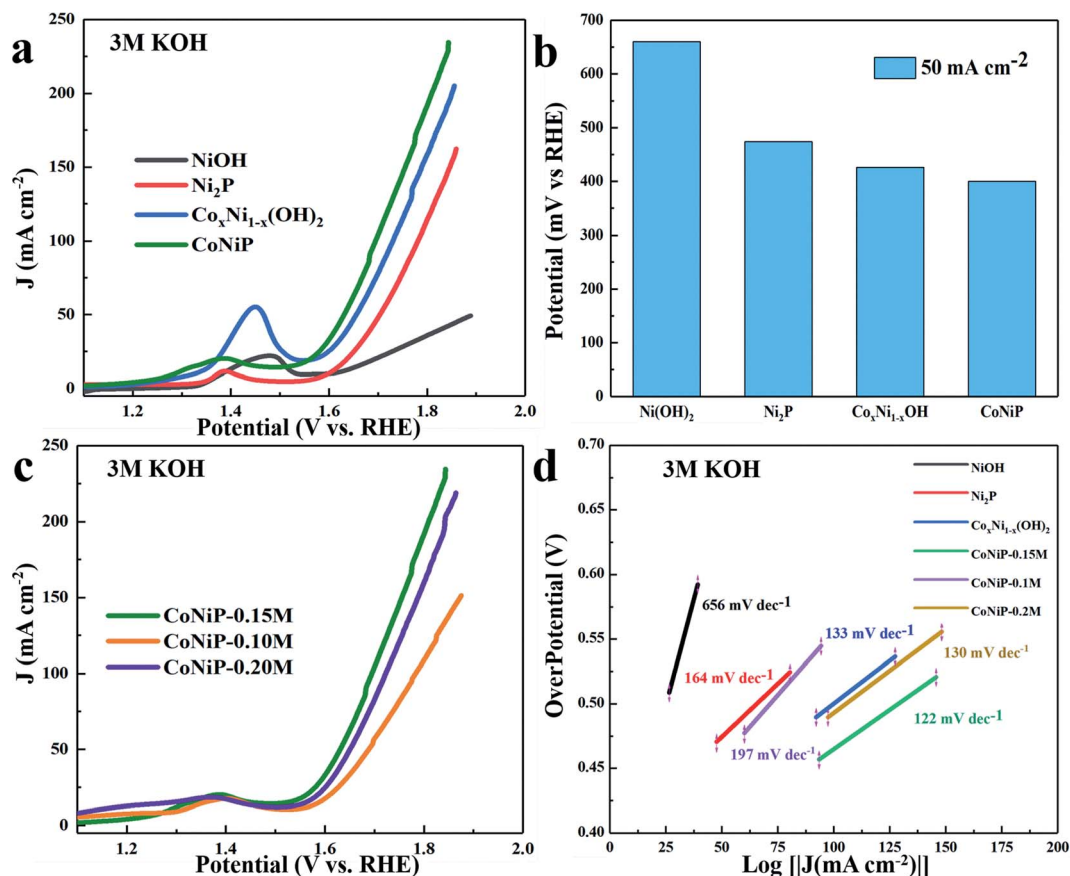 a
3M KOH
250
200
150
100
50
0
J (mA cm⁻²)
NiOH
Ni₂P
CoₓNi₁₋ₓ(OH)₂
CoNiP
1.2 1.4 1.6 1.8 2.0
Potential (V vs. RHE)
b
700
600
500
400
300
200
100
0
Potential (mV vs RHE)
50 mA cm⁻²
Ni(OH)₂ Ni₂P CoₓNi₁₋ₓOH CoNiP
c
3M KOH
250
200
150
100
50
0
J (mA cm⁻²)
CoNiP-0.15M
CoNiP-0.10M
CoNiP-0.20M
1.2 1.4 1.6 1.8 2.0
Potential (V vs. RHE)
d
3M KOH
0.70
0.65
0.60
0.55
0.50
0.45
0.40
OverPotential (V)
NiOH
Ni₂P
CoₓNi₁₋ₓ(OH)₂
CoNiP-0.15M
CoNiP-0.1M
CoNiP-0.2M
656 mV dec⁻¹
164 mV dec⁻¹
133 mV dec⁻¹
130 mV dec⁻¹
197 mV dec⁻¹
122 mV dec⁻¹
0 25 50 75 100 125 150 175 200
Log [|J(mA cm⁻²)|]